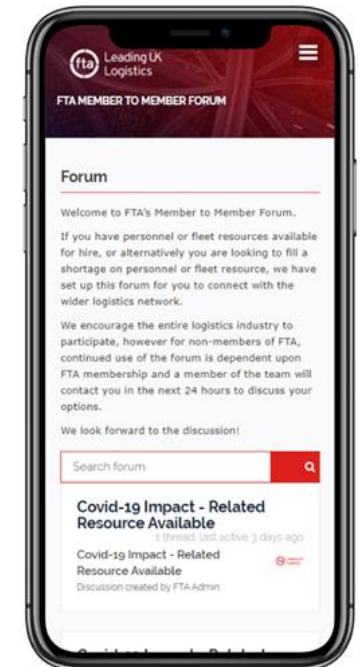 fta Leading UK
Logistics
FTA MEMBER TO MEMBER FORUM
Forum
Welcome to FTA's Member to Member Forum.
If you have personnel or fleet resources available
for hire, or alternatively you are looking to fill a
shortage on personnel or fleet resource, we have
set up this forum for you to connect with the
wider logistics network.
We encourage the entire logistics industry to
participate, however for non-members of FTA,
continued use of the forum is dependent upon
FTA membership and a member of the team will
contact you in the next 24 hours to discuss your
options.
We look forward to the discussion!
Search forum
Covid-19 Impact - Related
Resource Available
1 thread, last active 3 days ago
Covid-19 Impact - Related
Resource Available
Discussion created by FTA Admin